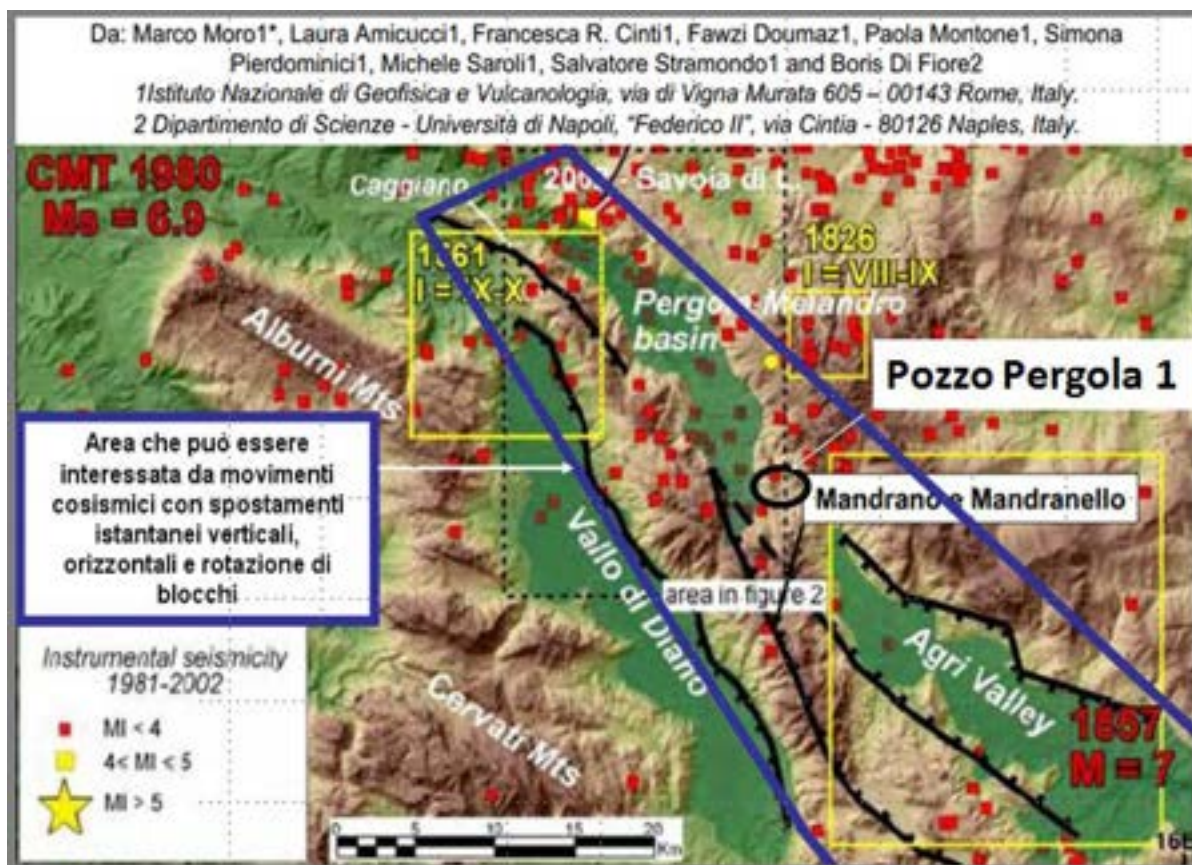 Da: Marco Moro1*, Laura Amicucci1, Francesca R. Cinti1, Fawzi Doumaz1, Paola Montone1, Simona
Pierdominici1, Michele Saroli1, Salvatore Stramondo1 and Boris Di Fiore2
1Istituto Nazionale di Geofisica e Vulcanologia, via di Vigna Murata 605 – 00143 Rome, Italy.
2 Dipartimento di Scienze - Università di Napoli, "Federico II", via Cintia - 80126 Naples, Italy.
CMT 1980
Ms = 6.9
Caggiano
- Savoia di L.
1561
I = IX-X
1826
I = VIII-IX
Alburni Mts
Pergola-Melandro
basin
Pozzo Pergola 1
Area che può essere
interessata da movimenti
cosismici con spostamenti
istantanei verticali,
orizzontali e rotazione di
blocchi
Mandrano e Mandranello
Vallo di Diano
area in figure 2
Agri Valley
Cervati Mts
1857
M = 7
Instrumental seismicity
1981-2002
Ml < 4
4< Ml < 5
Ml > 5
0 5 10 15 20
Km